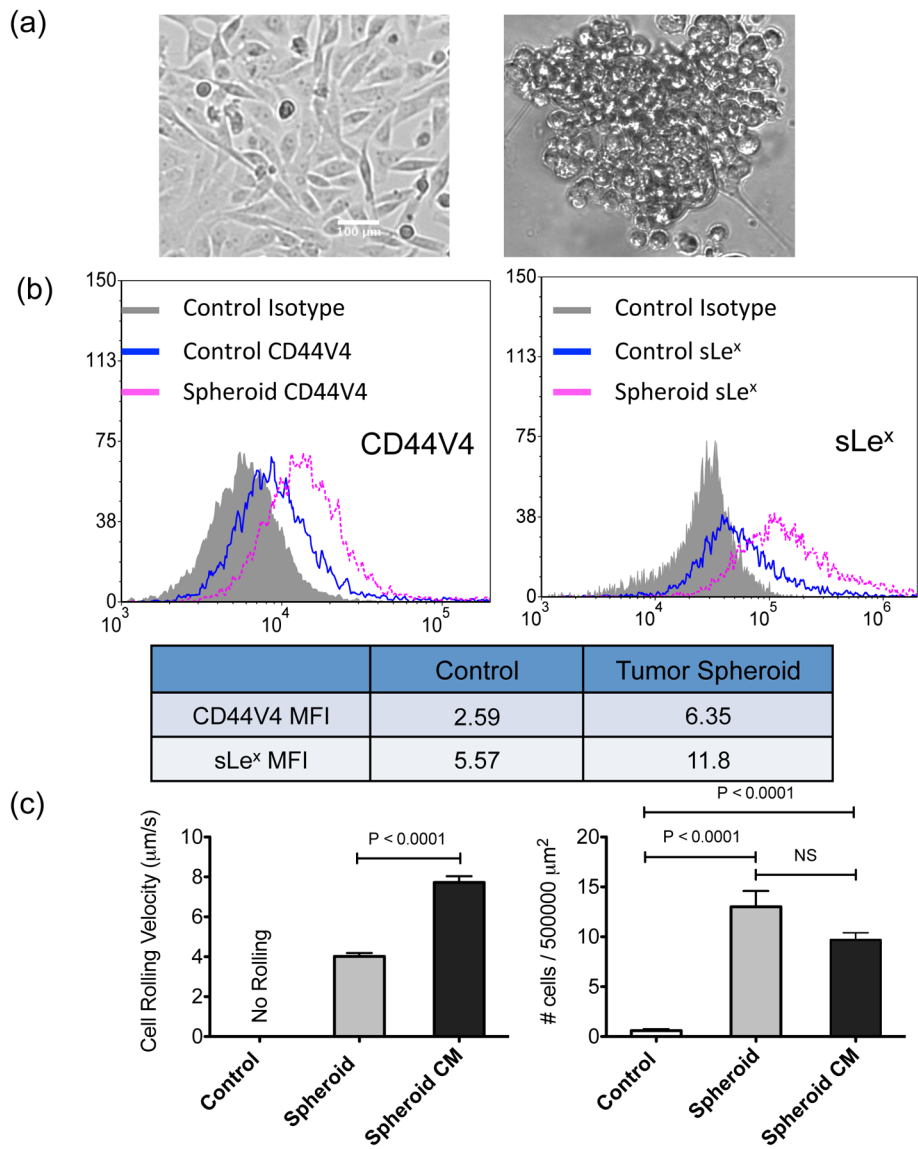 (a)
100 µm
(b)
150
113
75
38
0
10³
10⁴
10⁵
Control Isotype
Control CD44V4
Spheroid CD44V4
CD44V4
150
113
75
38
0
10³
10⁴
10⁵
10⁶
Control Isotype
Control sLeˣ
Spheroid sLeˣ
sLeˣ
Control Tumor Spheroid
CD44V4 MFI 2.59 6.35
sLeˣ MFI 5.57 11.8
(c)
Cell Rolling Velocity (µm/s)
10
8
6
4
2
0
No Rolling
P < 0.0001
Control
Spheroid
Spheroid CM
# cells / 500000 µm²
20
15
10
5
0
P < 0.0001
P < 0.0001
NS
Control
Spheroid
Spheroid CM